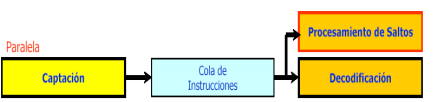 Procesamiento de Saltos
Paralela
Captación
Cola de
Instrucciones
Decodificación